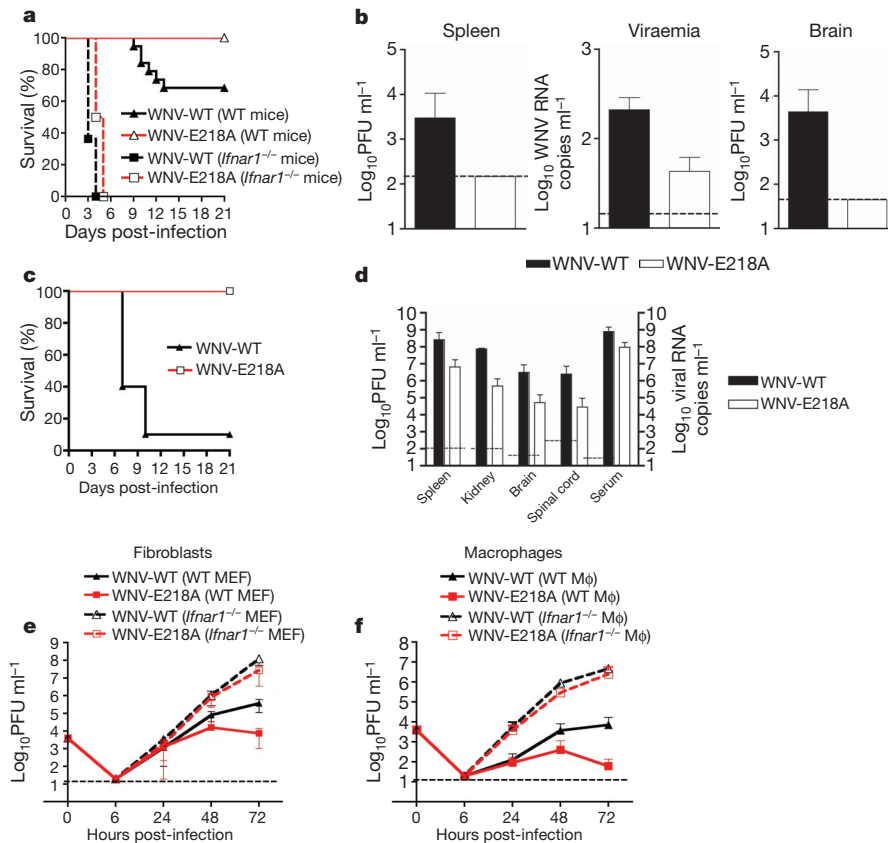 a
Survival (%)
100
80
60
40
20
0
WNV-WT (WT mice)
WNV-E218A (WT mice)
WNV-WT (Ifnar1–/– mice)
WNV-E218A (Ifnar1–/– mice)
0 3 6 9 12 15 18 21
Days post-infection
b
Spleen
Log10PFU ml–1
5
4
3
2
1
Viraemia
Log10 WNV RNA
copies ml–1
3
2
1
Brain
Log10PFU ml–1
5
4
3
2
1
WNV-WT WNV-E218A
c
Survival (%)
100
80
60
40
20
0
WNV-WT
WNV-E218A
0 3 6 9 12 15 18 21
Days post-infection
d
Log10PFU ml–1
10
9
8
7
6
5
4
3
2
1
10
9
8
7
6
5
4
3
2
1
Log10 viral RNA
copies ml–1
Spleen
Kidney
Brain
Spinal cord
Serum
WNV-WT
WNV-E218A
Fibroblasts
WNV-WT (WT MEF)
WNV-E218A (WT MEF)
WNV-WT (Ifnar1–/– MEF)
WNV-E218A (Ifnar1–/– MEF)
e
Log10PFU ml–1
9
8
7
6
5
4
3
2
1
0 6 24 48 72
Hours post-infection
Macrophages
WNV-WT (WT Mϕ)
WNV-E218A (WT Mϕ)
WNV-WT (Ifnar1–/– Mϕ)
WNV-E218A (Ifnar1–/– Mϕ)
f
Log10PFU ml–1
8
7
6
5
4
3
2
1
0 6 24 48 72
Hours post-infection